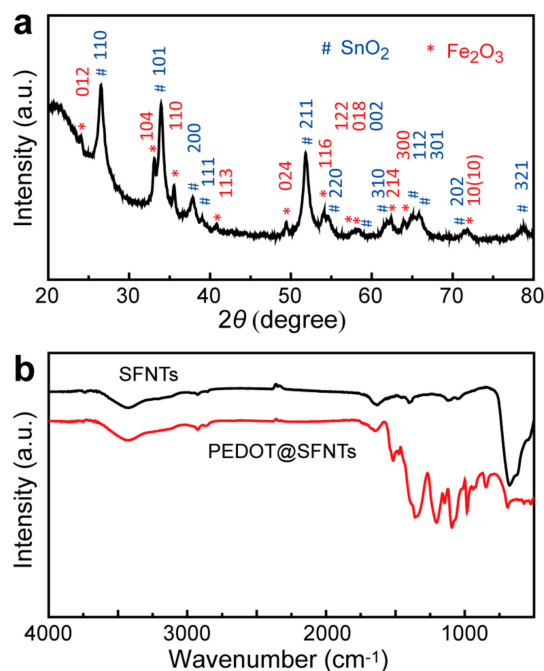 a
# SnO2
* Fe2O3
* 012
# 110
* 104
# 101
* 110
# 200
# 111
* 113
* 024
# 211
* 116
# 220
* 122
* 018
# 002
# 310
* 214
* 300
# 112
# 301
# 202
* 10(10)
# 321
Intensity (a.u.)
20 30 40 50 60 70 80
2θ (degree)
b
SFNTs
PEDOT@SFNTs
Intensity (a.u.)
4000 2500 1000
Wavenumber (cm-1)